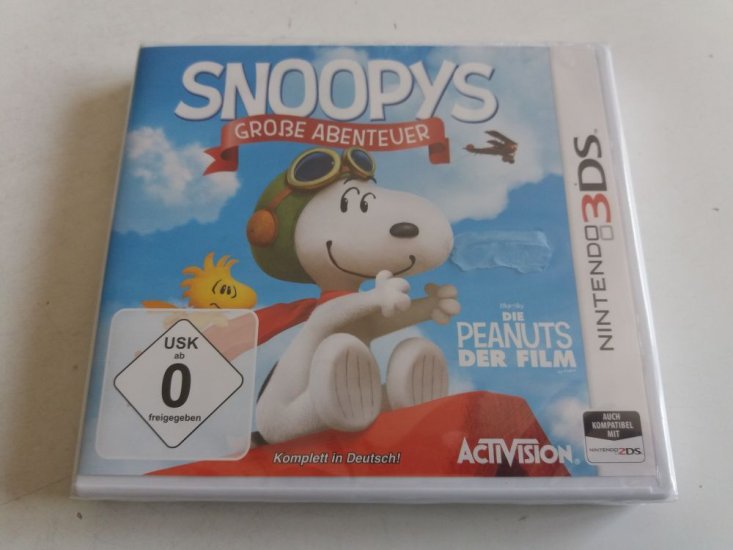 SNOOPYS
GROßE ABENTEUER
NINTENDO 3DS
DIE
PEANUTS
DER FILM
USK
ab
0
freigegeben
Komplett in Deutsch!
ACTIVISION
AUCH
KOMPATIBEL
MIT
NINTENDO 2DS